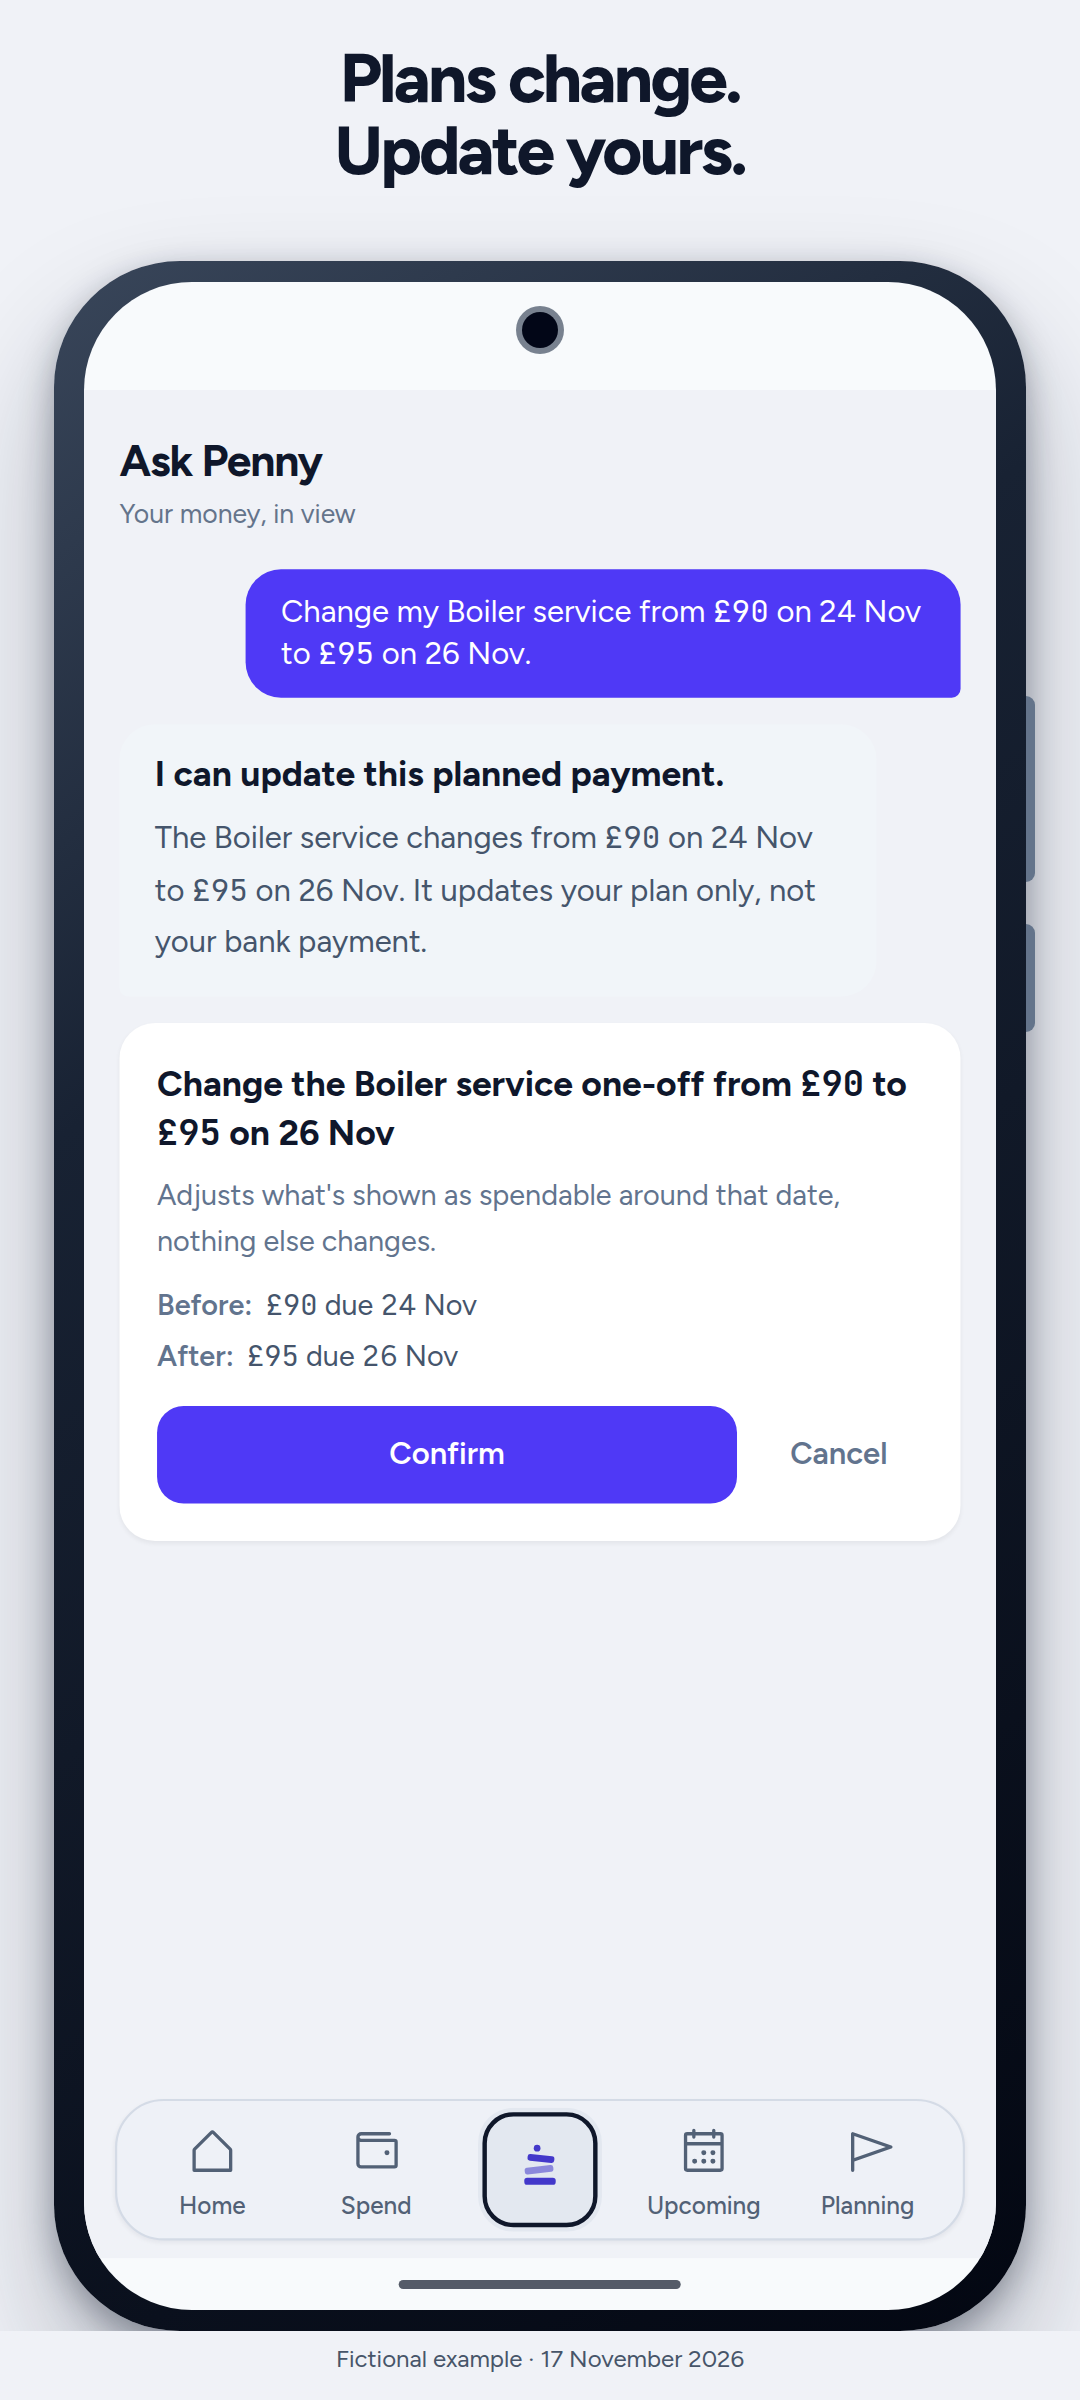 Plans change.
Update yours.
Ask Penny
Your money, in view
Change my Boiler service from £90 on 24 Nov
to £95 on 26 Nov.
I can update this planned payment.
The Boiler service changes from £90 on 24 Nov
to £95 on 26 Nov. It updates your plan only, not
your bank payment.
Change the Boiler service one-off from £90 to
£95 on 26 Nov
Adjusts what's shown as spendable around that date,
nothing else changes.
Before: £90 due 24 Nov
After: £95 due 26 Nov
Confirm
Cancel
Home
Spend
Upcoming
Planning
Fictional example · 17 November 2026